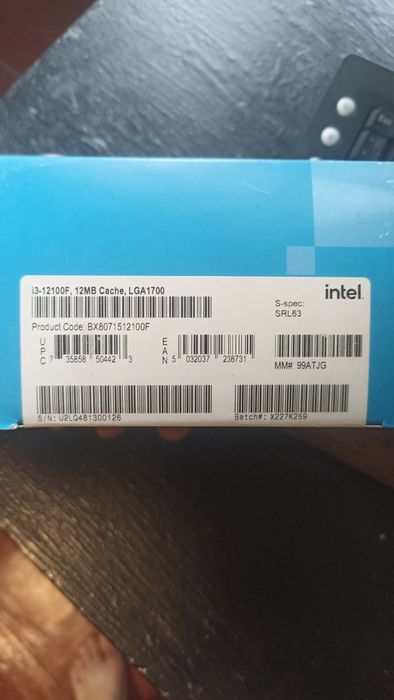 i3-12100F, 12MB Cache, LGA1700
intel.
S-spec:
SRL63
Product Code: BX8071512100F
UPC
7 35858 50442 3
EAN
5 032037 238731
MM# 99ATJG
S/N: U2LG481300126
Batch#: X227K259